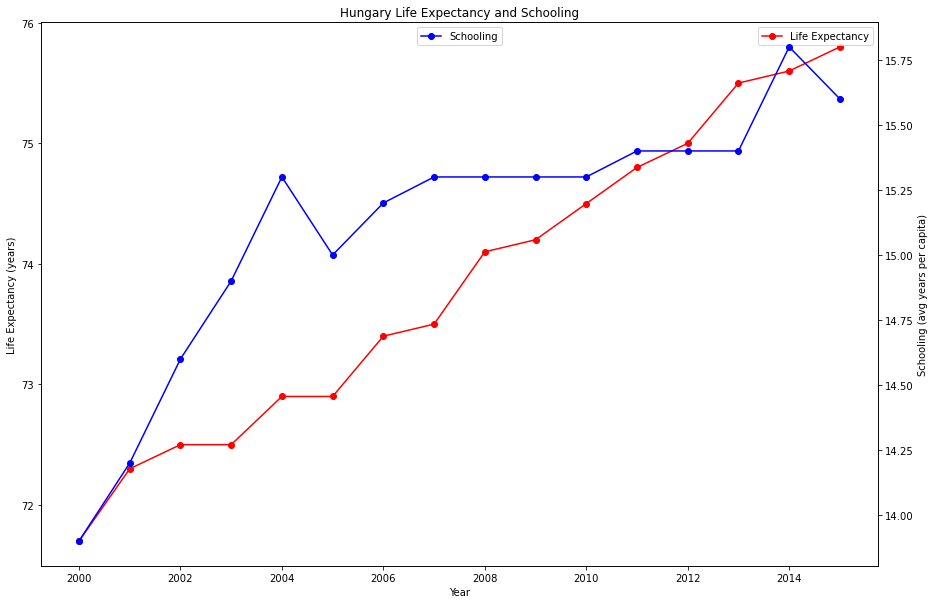 Hungary Life Expectancy and Schooling
Schooling
Life Expectancy
Life Expectancy (years)
76
75
74
73
72
15.75
15.50
15.25
15.00
14.75
14.50
14.25
14.00
Schooling (avg years per capita)
2000 2002 2004 2006 2008 2010 2012 2014
Year